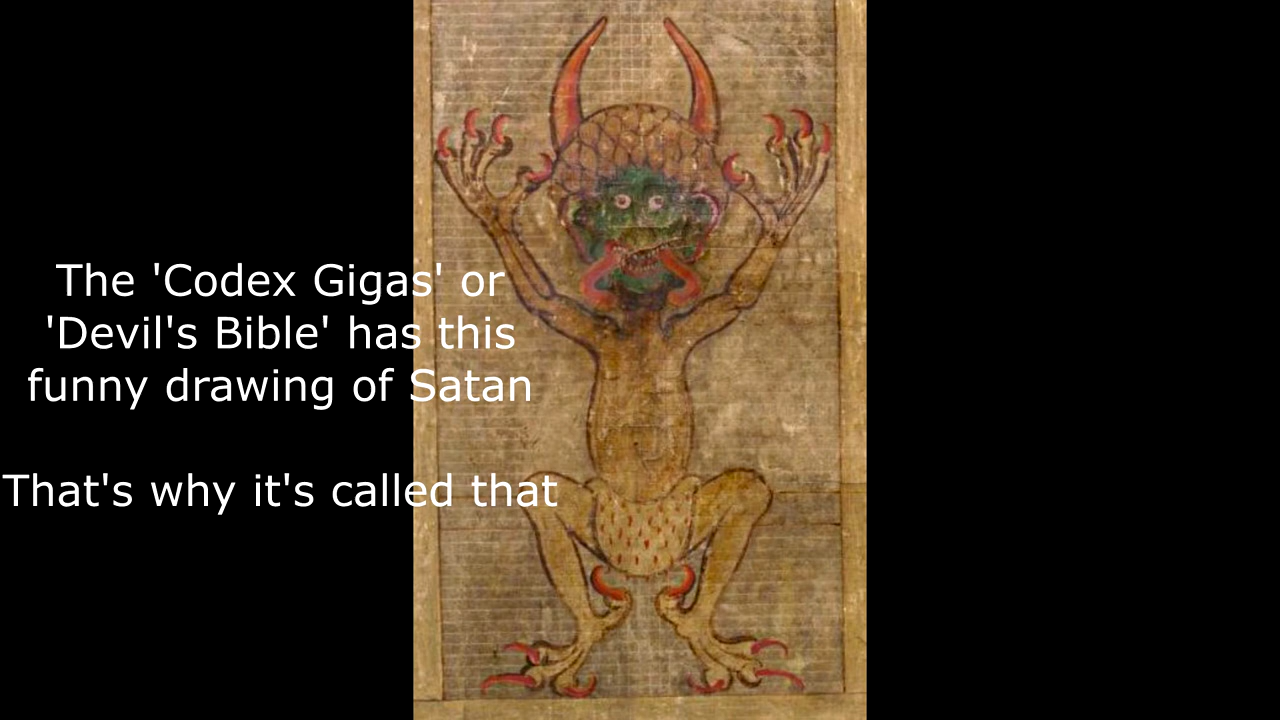 The 'Codex Gigas' or
'Devil's Bible' has this
funny drawing of Satan
That's why it's called that